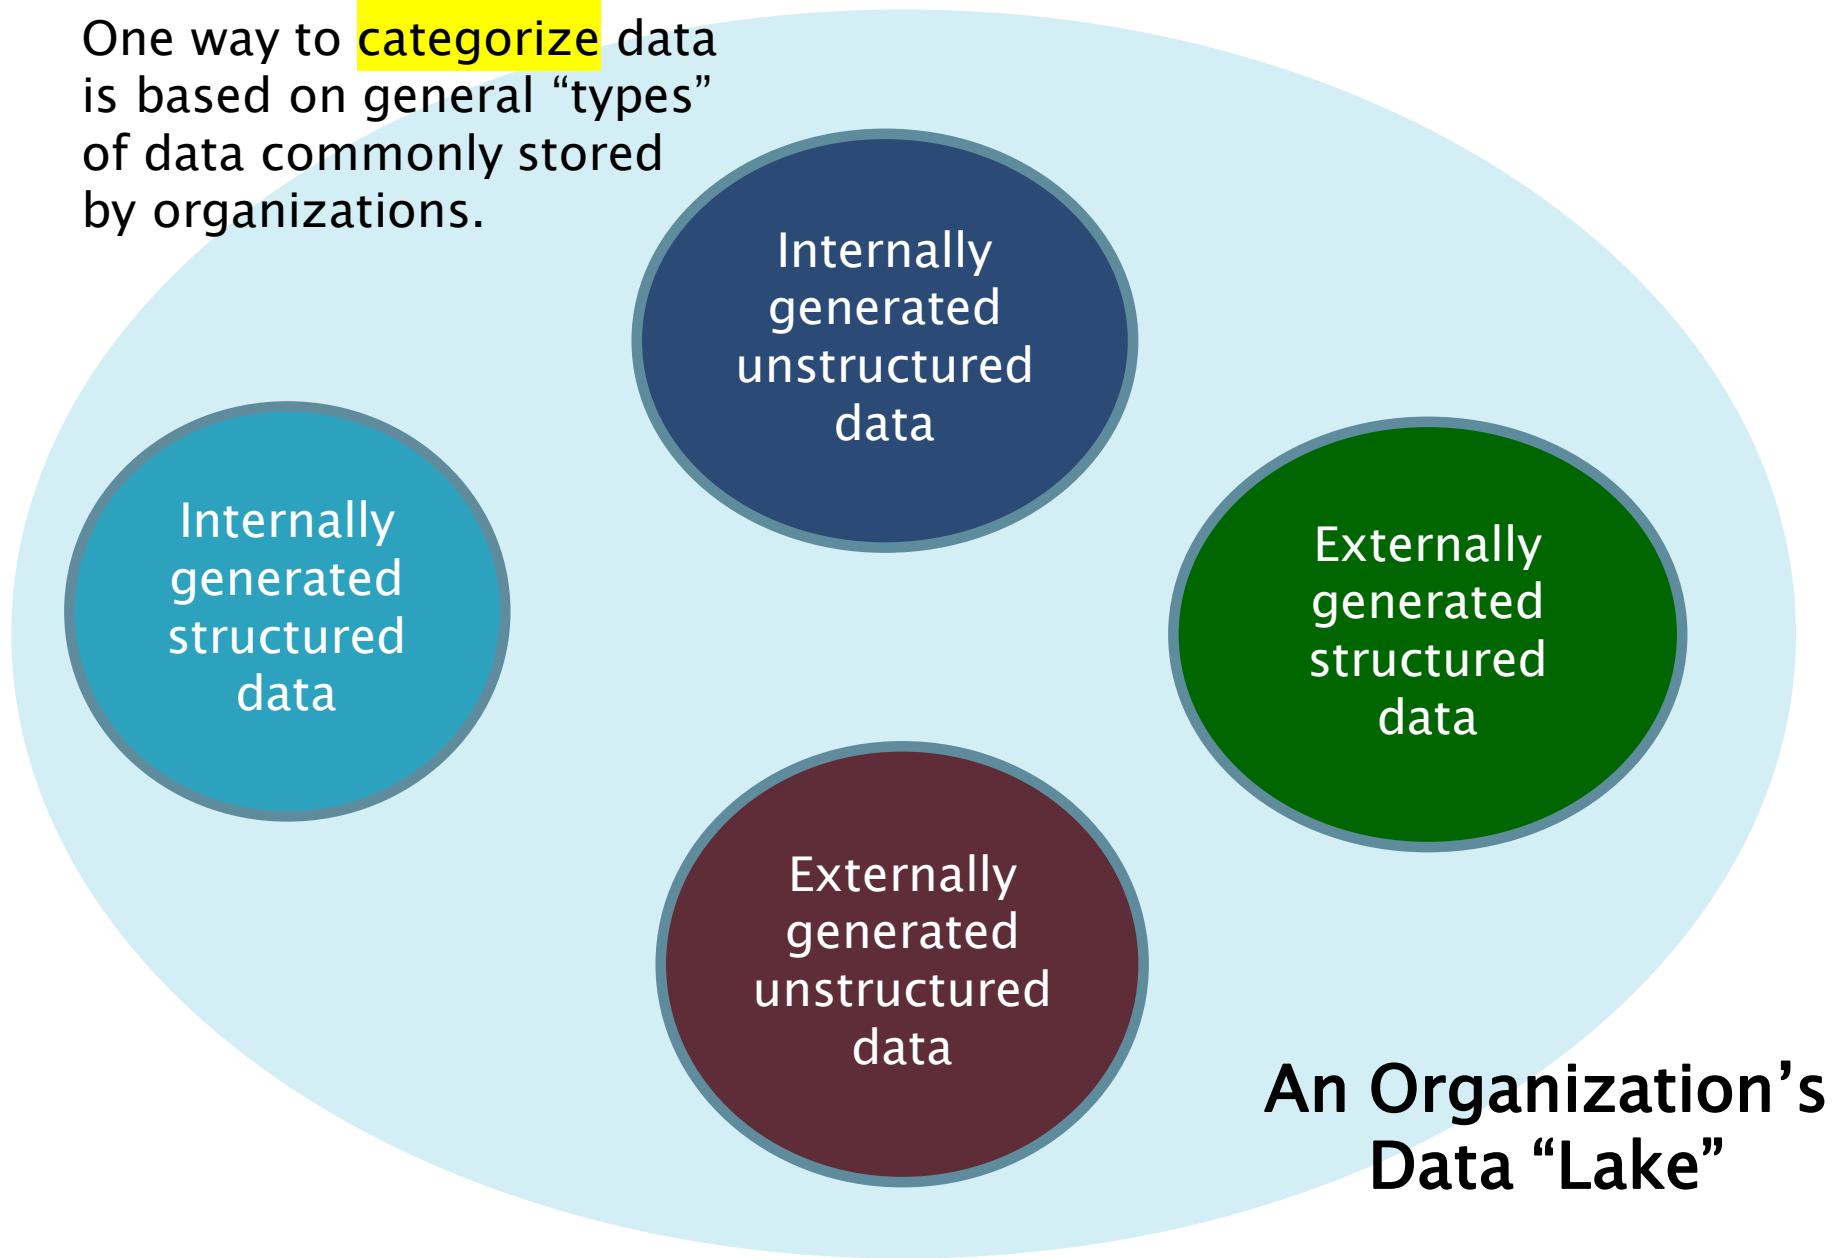 One way to categorize data
is based on general “types”
of data commonly stored
by organizations.
Internally
generated
unstructured
data
Internally
generated
structured
data
Externally
generated
structured
data
Externally
generated
unstructured
data
An Organization’s
Data “Lake”